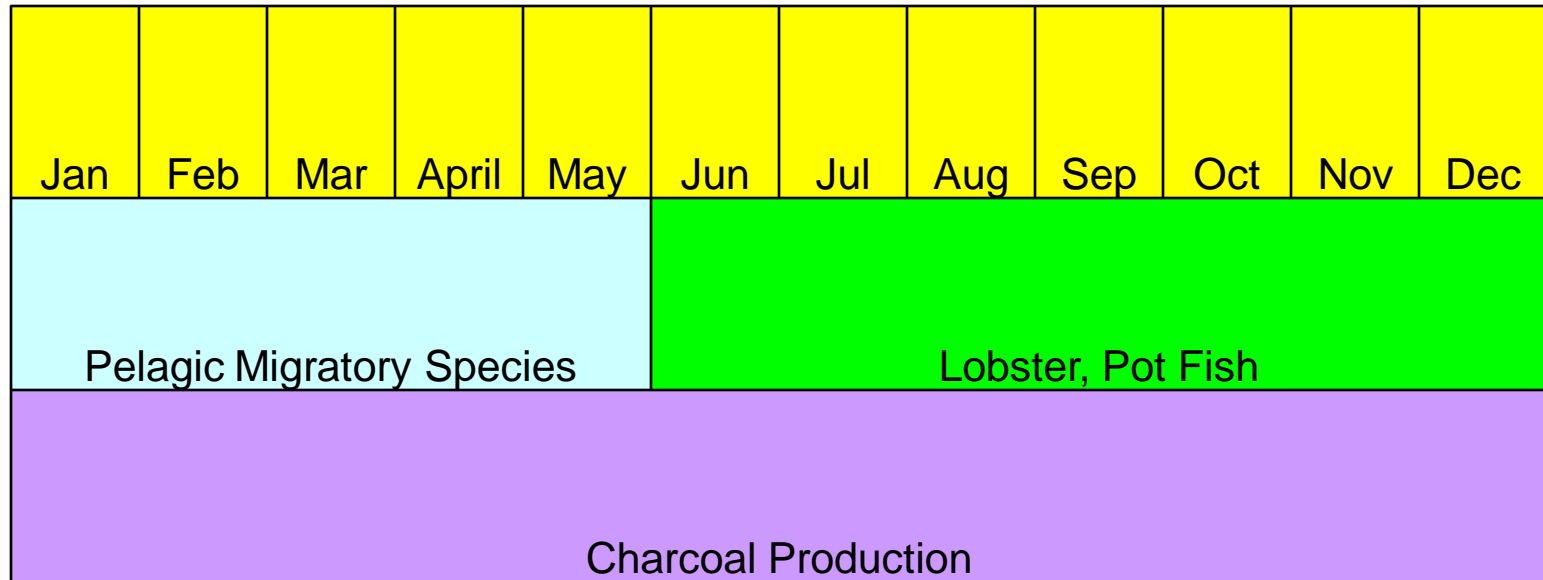 Jan Feb Mar April May Jun Jul Aug Sep Oct Nov Dec
Pelagic Migratory Species Lobster, Pot Fish
Charcoal Production